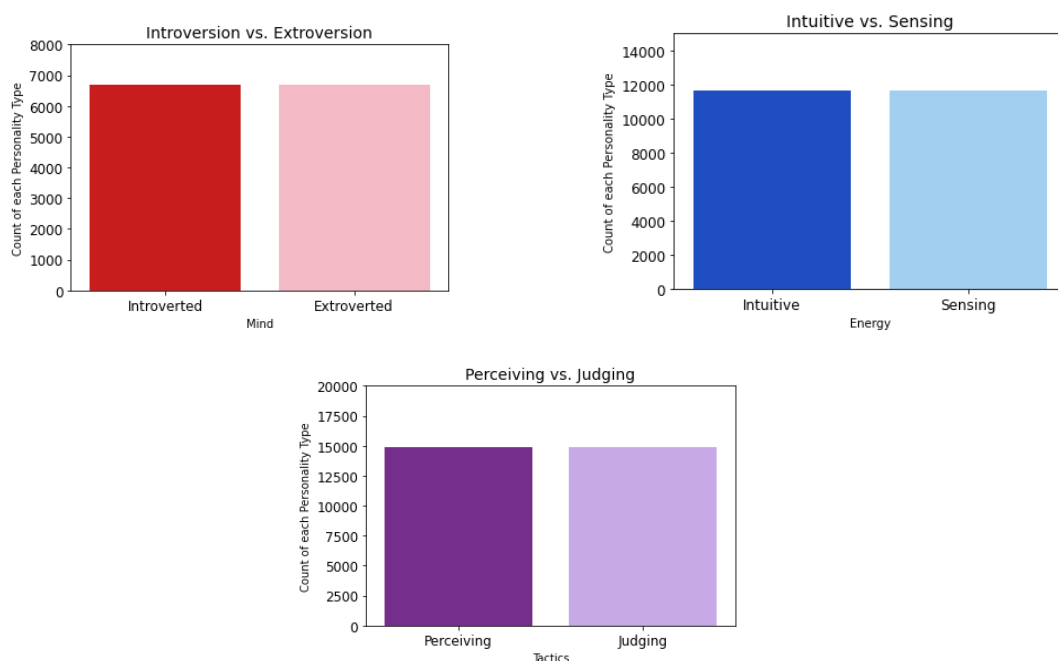 Introversion vs. Extroversion
8000
7000
6000
5000
4000
3000
2000
1000
0
Count of each Personality Type
Introverted Extroverted
Mind
Intuitive vs. Sensing
14000
12000
10000
8000
6000
4000
2000
0
Count of each Personality Type
Intuitive Sensing
Energy
Perceiving vs. Judging
20000
17500
15000
12500
10000
7500
5000
2500
0
Count of each Personality Type
Perceiving Judging
Tactics